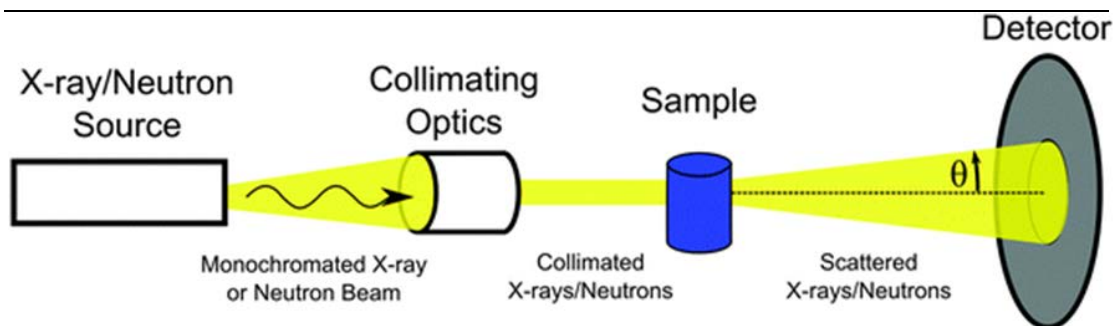 X-ray/Neutron
Source
Collimating
Optics
Sample
Detector
θ
Monochromated X-ray
or Neutron Beam
Collimated
X-rays/Neutrons
Scattered
X-rays/Neutrons